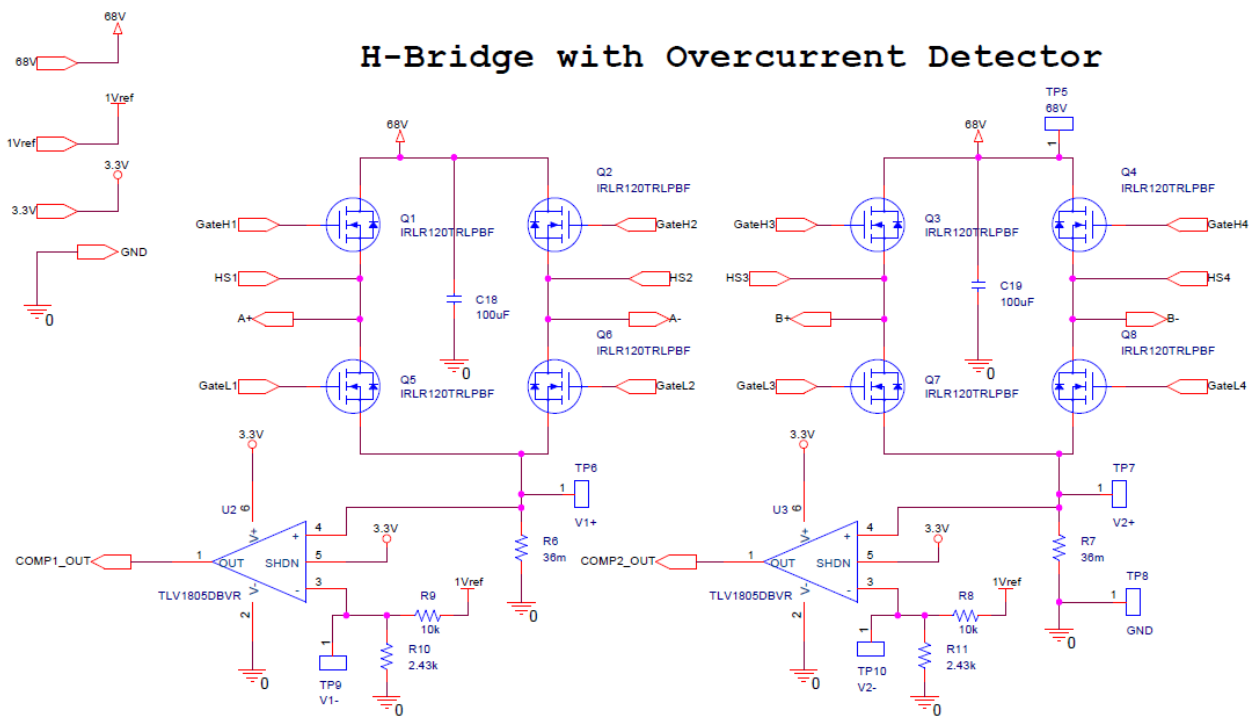 H-Bridge with Overcurrent Detector
68V
68V
1Vref
1Vref
3.3V
3.3V
GND
0
68V
Q2
IRLR120TRLPBF
GateH1
Q1
IRLR120TRLPBF
GateH2
HS1
HS2
C18
100uF
A+
A-
0
Q6
IRLR120TRLPBF
GateL1
Q5
IRLR120TRLPBF
GateL2
3.3V
TP6
1
V1+
U2
6
V+
4
+
3.3V
R6
36m
COMP1_OUT
1
OUT
SHDN
5
TLV1805DBVR
V-
2
-
3
1Vref
R9
10k
0
1
R10
2.43k
TP9
V1-
0
0
TP5
68V
1
68V
Q4
IRLR120TRLPBF
GateH3
Q3
IRLR120TRLPBF
GateH4
HS3
HS4
C19
100uF
B+
B-
0
Q8
IRLR120TRLPBF
GateL3
Q7
IRLR120TRLPBF
GateL4
3.3V
TP7
1
V2+
U3
6
V+
4
+
3.3V
R7
36m
COMP2_OUT
1
OUT
SHDN
5
TLV1805DBVR
V-
2
-
3
1Vref
R8
10k
TP8
1
GND
0
1
R11
2.43k
TP10
V2-
0
0